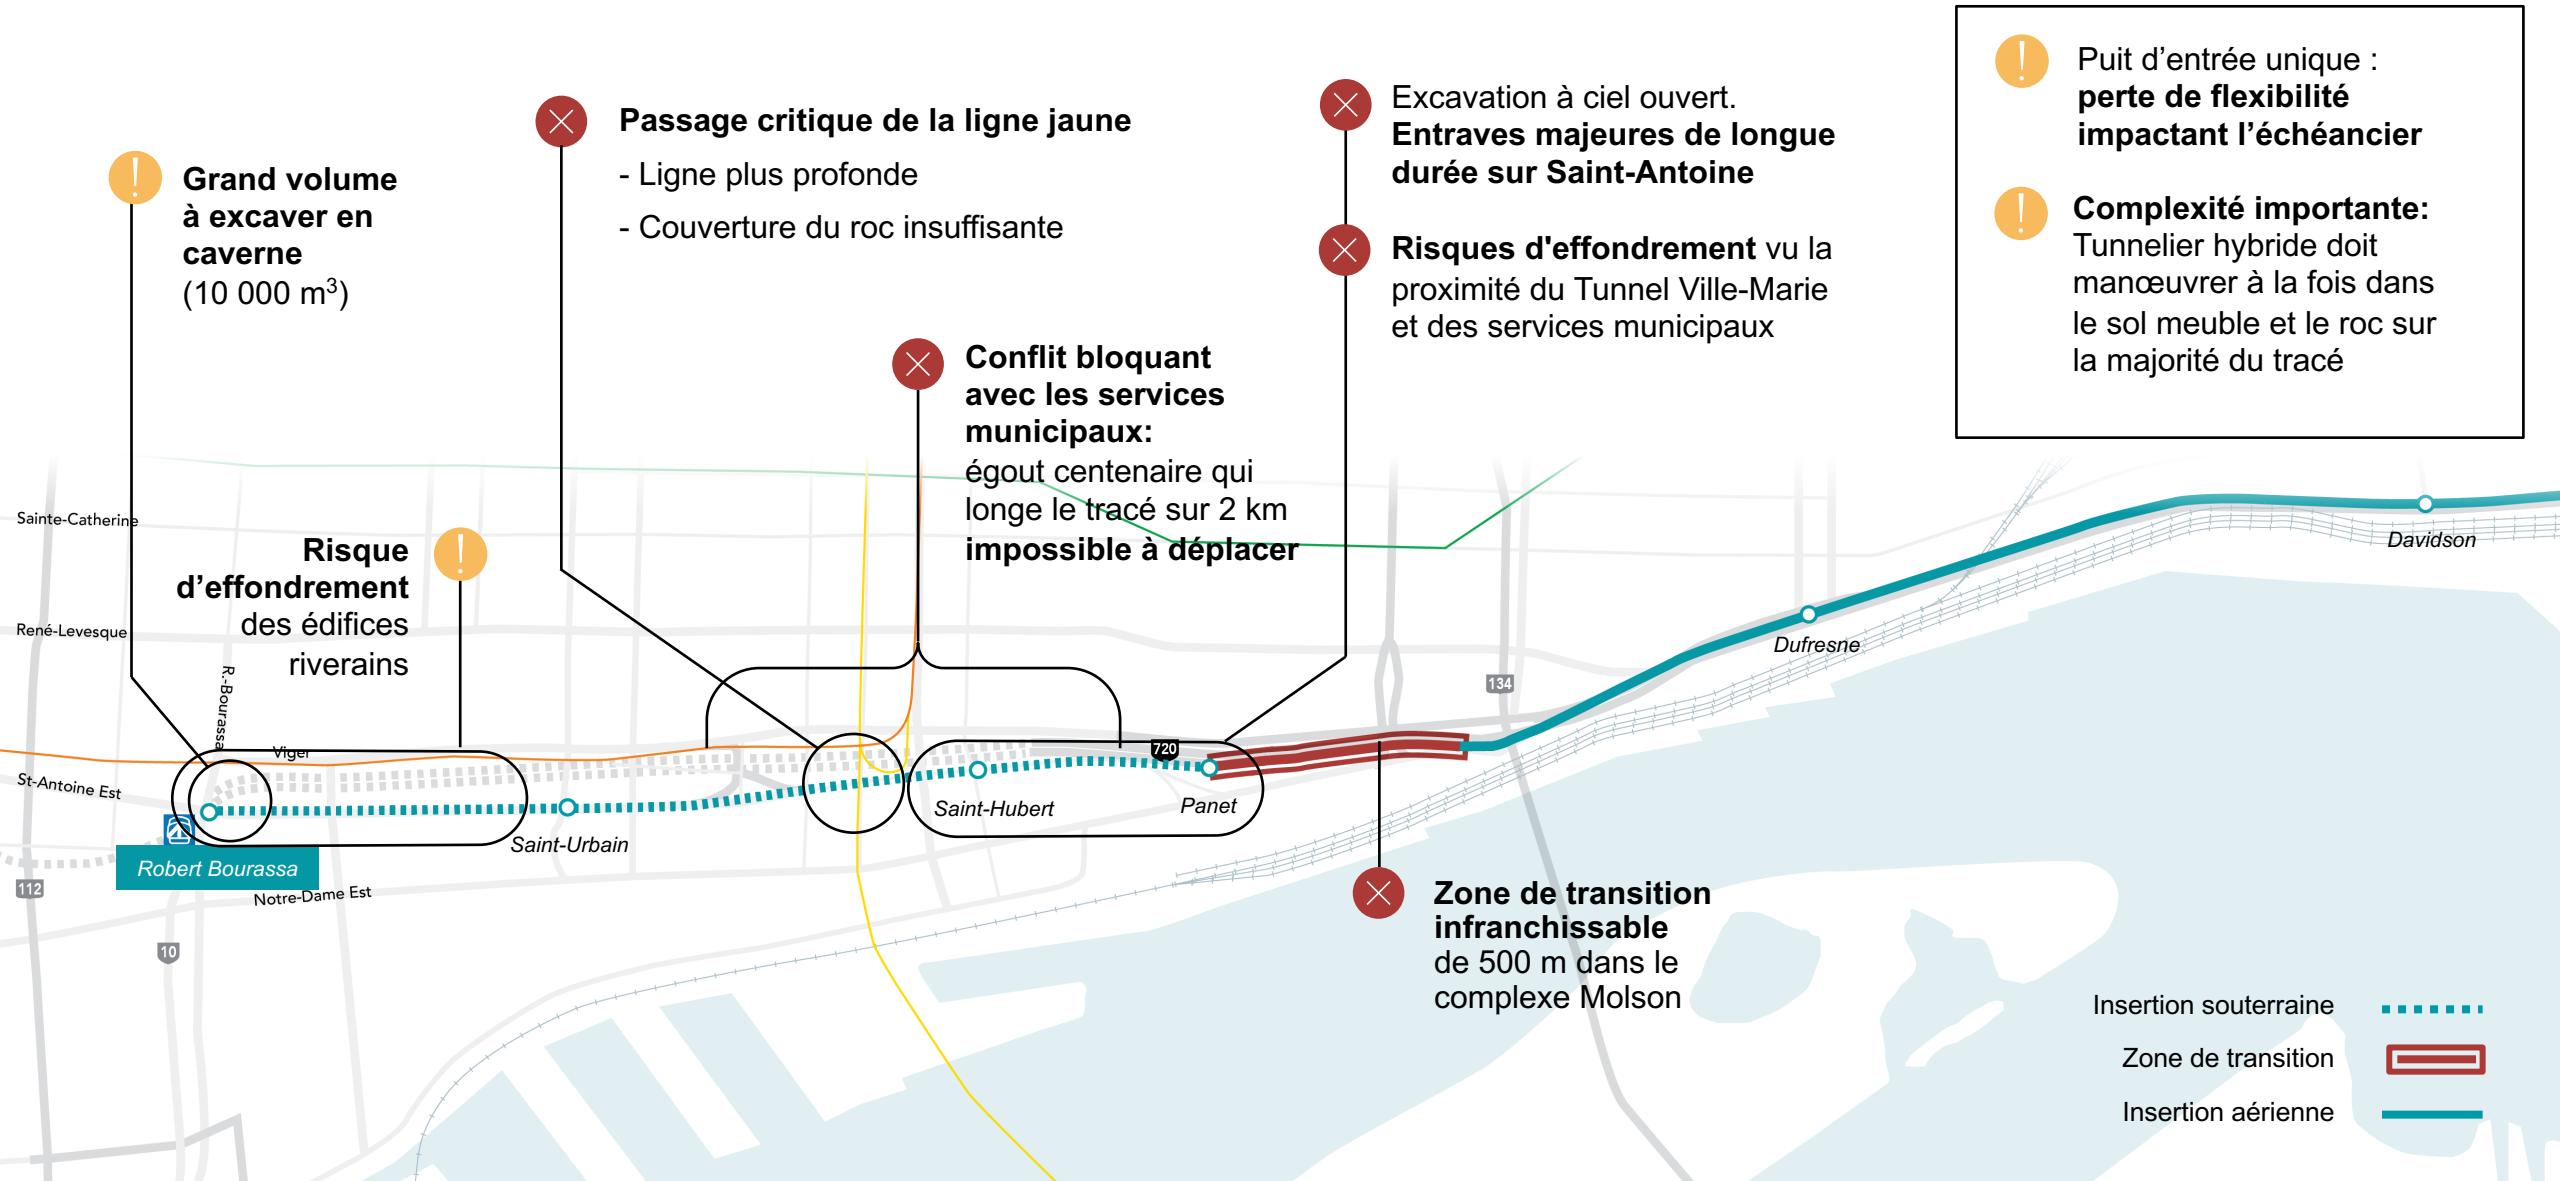 Grand volume
à excaver en
caverne
(10 000 m³)
Passage critique de la ligne jaune
- Ligne plus profonde
- Couverture du roc insuffisante
Excavation à ciel ouvert.
Entraves majeures de longue
durée sur Saint-Antoine
Risques d'effondrement vu la
proximité du Tunnel Ville-Marie
et des services municipaux
Puit d’entrée unique :
perte de flexibilité
impactant l’échéancier
Complexité importante:
Tunnelier hybride doit
manœuvrer à la fois dans
le sol meuble et le roc sur
la majorité du tracé
Conflit bloquant
avec les services
municipaux:
égout centenaire qui
longe le tracé sur 2 km
impossible à déplacer
Risque
d’effondrement
des édifices
riverains
Sainte-Catherine
René-Levesque
R.-Bourassa
Viger
St-Antoine Est
Notre-Dame Est
112
10
720
134
Robert Bourassa
Saint-Urbain
Saint-Hubert
Panet
Dufresne
Davidson
Zone de transition
infranchissable
de 500 m dans le
complexe Molson
Insertion souterraine
Zone de transition
Insertion aérienne